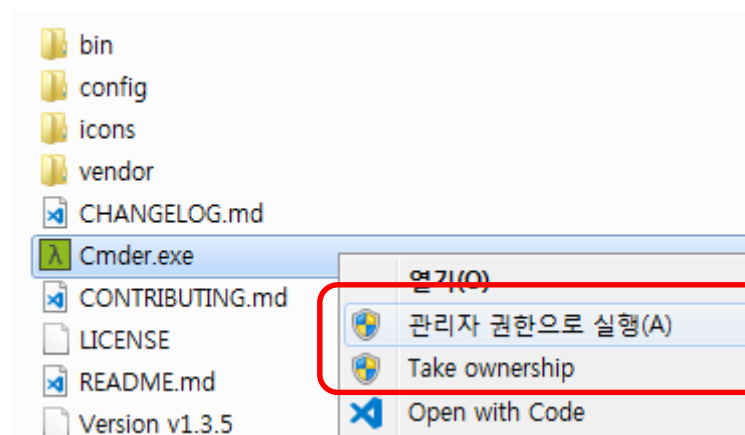 bin
config
icons
vendor
CHANGELOG.md
Cmder.exe
CONTRIBUTING.md
LICENSE
README.md
Version v1.3.5
열기(O)
관리자 권한으로 실행(A)
Take ownership
Open with Code